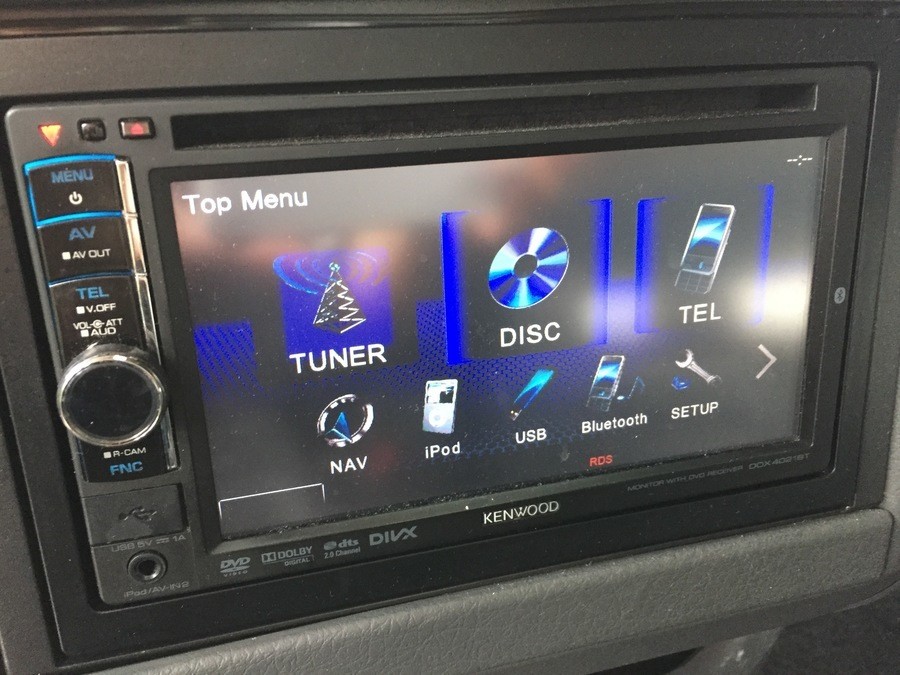 MENU
AV
AV OUT
TEL
V.OFF
VOL ATT
AUD
R-CAM
FNC
USB 5V 1A
iPod/AV-IN2
Top Menu
TUNER
DISC
TEL
NAV
iPod
USB
Bluetooth
SETUP
RDS
KENWOOD
MONITOR WITH DVD RECEIVER DDX4021BT
DVD
VIDEO
DOLBY
DIGITAL
dts
2.0 Channel
DIVX